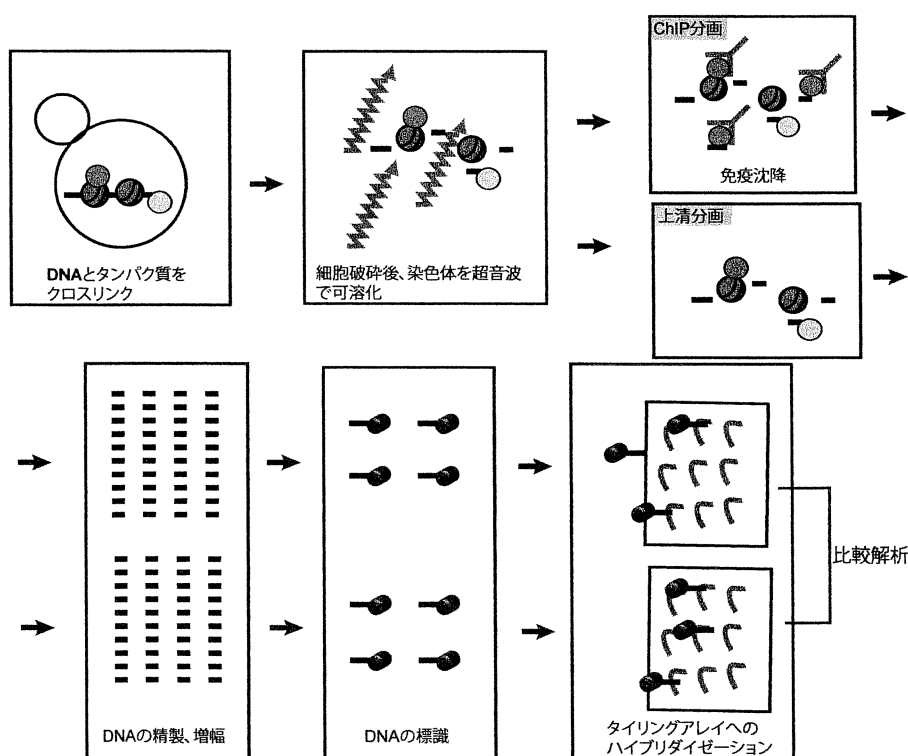 ChIP分画
免疫沈降
DNAとタンパク質を
クロスリンク
細胞破砕後、染色体を超音波
で可溶化
上清分画
DNAの精製、増幅
DNAの標識
タイリングアレイへの
ハイブリダイゼーション
比較解析